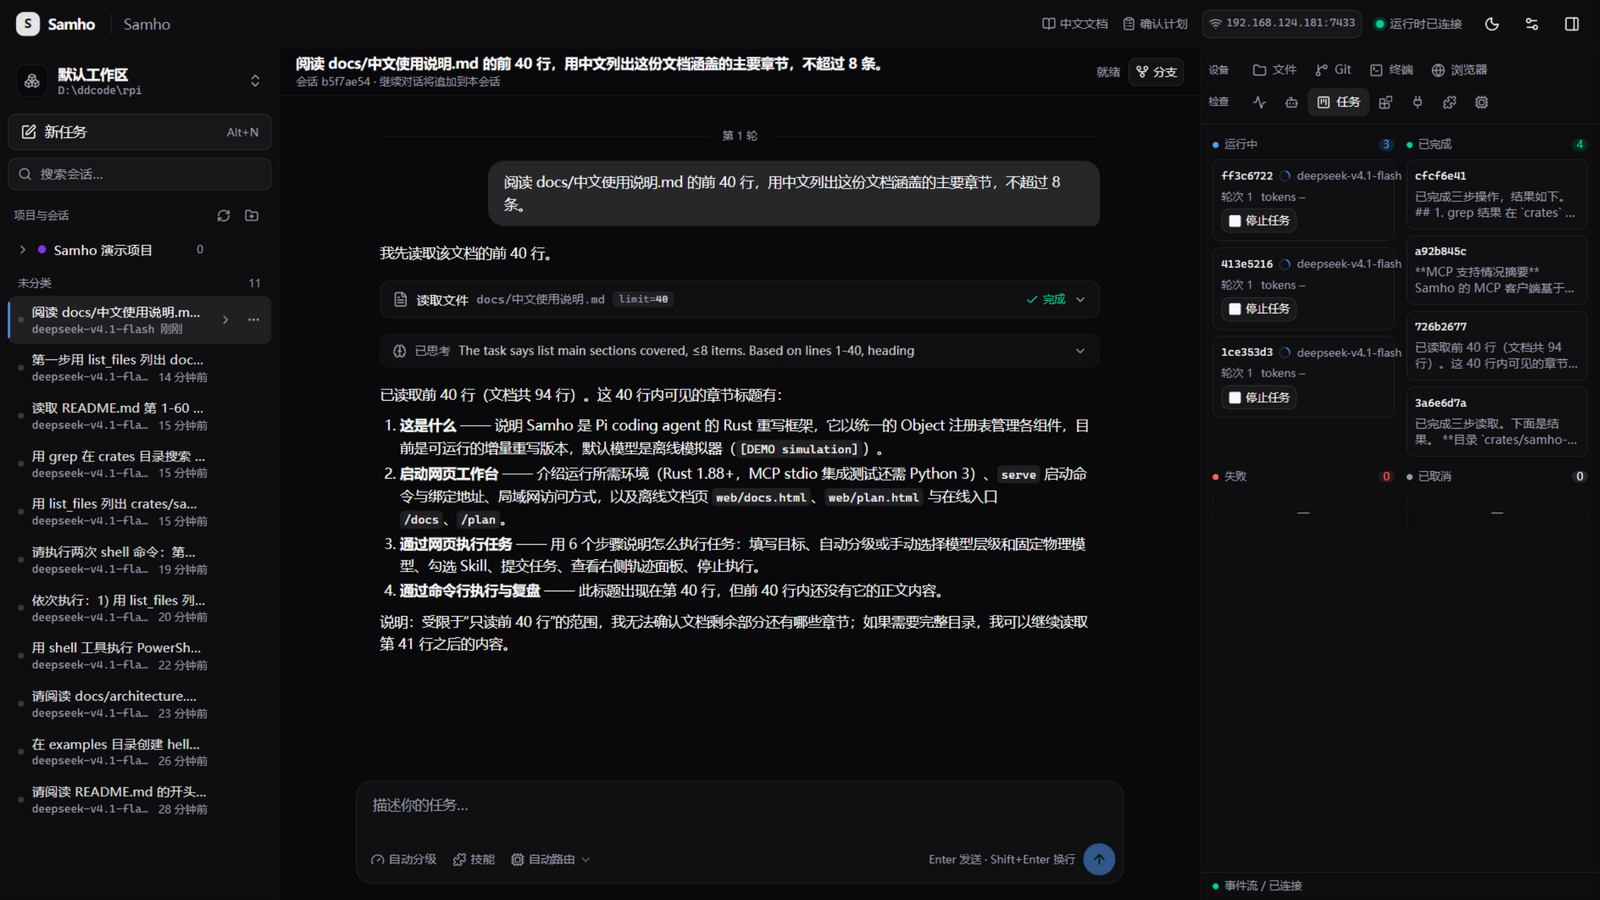 S Samho Samho
中文文档 确认计划 192.168.124.181:7433 运行时已连接
默认工作区
D:\ddcode\rpi
新任务 Alt+N
搜索会话...
项目与会话
Samho 演示项目 0
未分类 11
阅读 docs/中文使用说明.m...
deepseek-v4.1-flash 刚刚
第一步用 list_files 列出 doc...
deepseek-v4.1-fla… 14 分钟前
读取 README.md 第 1-60 ...
deepseek-v4.1-fla… 15 分钟前
用 grep 在 crates 目录搜索 ...
deepseek-v4.1-fla… 15 分钟前
用 list_files 列出 crates/sa...
deepseek-v4.1-fla… 15 分钟前
请执行两次 shell 命令：第...
deepseek-v4.1-fla… 19 分钟前
依次执行：1) 用 list_files 列...
deepseek-v4.1-fla… 20 分钟前
用 shell 工具执行 PowerSh...
deepseek-v4.1-fla… 22 分钟前
请阅读 docs/architecture....
deepseek-v4.1-fla… 23 分钟前
在 examples 目录创建 hell...
deepseek-v4.1-fla… 26 分钟前
请阅读 README.md 的开头...
deepseek-v4.1-fla… 28 分钟前
阅读 docs/中文使用说明.md 的前 40 行，用中文列出这份文档涵盖的主要章节，不超过 8 条。
会话 b5f7ae54 · 继续对话将追加到本会话
就绪 分支
第 1 轮
阅读 docs/中文使用说明.md 的前 40 行，用中文列出这份文档涵盖的主要章节，不超过 8
条。
我先读取该文档的前 40 行。
读取文件 docs/中文使用说明.md limit=40 完成
已思考 The task says list main sections covered, ≤8 items. Based on lines 1-40, heading
已读取前 40 行（文档共 94 行）。这 40 行内可见的章节标题有：
1. 这是什么 —— 说明 Samho 是 Pi coding agent 的 Rust 重写框架，它以统一的 Object 注册表管理各组件，目
前是可运行的增量重写版本，默认模型是离线模拟器（[DEMO simulation]）。
2. 启动网页工作台 —— 介绍运行所需环境（Rust 1.88+，MCP stdio 集成测试还需 Python 3）、serve 启动命
令与绑定地址、局域网访问方式，以及离线文档页 web/docs.html、web/plan.html 与在线入口
/docs、/plan。
3. 通过网页执行任务 —— 用 6 个步骤说明怎么执行任务：填写目标、自动分级或手动选择模型层级和固定物理模
型、勾选 Skill、提交任务、查看右侧轨迹面板、停止执行。
4. 通过命令行执行与复盘 —— 此标题出现在第 40 行，但前 40 行内还没有它的正文内容。
说明：受限于"只读前 40 行"的范围，我无法确认文档剩余部分还有哪些章节；如果需要完整目录，我可以继续读取
第 41 行之后的内容。
描述你的任务...
自动分级 技能 自动路由
Enter 发送 · Shift+Enter 换行
设备 文件 Git 终端 浏览器
检查 任务
运行中 3
ff3c6722 deepseek-v4.1-flash
轮次 1 tokens –
停止任务
413e5216 deepseek-v4.1-flash
轮次 1 tokens –
停止任务
1ce353d3 deepseek-v4.1-flash
轮次 1 tokens –
停止任务
已完成 4
cfcf6e41
已完成三步操作，结果如下。
## 1. grep 结果 在 `crates` ...
a92b845c
**MCP 支持情况摘要**
Samho 的 MCP 客户端基于...
726b2677
已读取前 40 行（文档共 94
行）。这 40 行内可见的章节...
3a6e6d7a
已完成三步读取。下面是结
果。 **目录 `crates/samho-...
失败 0
—
已取消 0
—
事件流 / 已连接